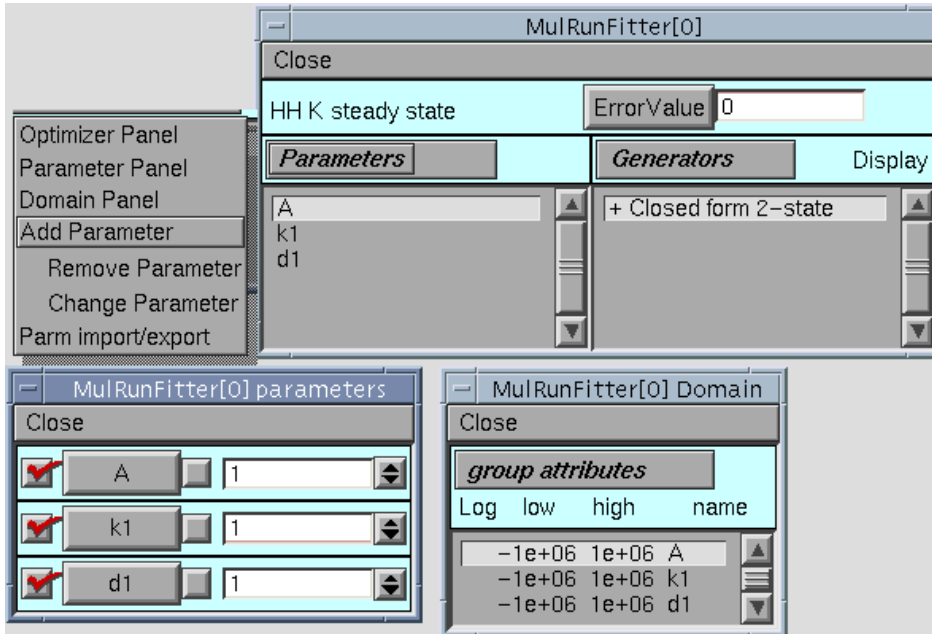 MulRunFitter[0]
Close
HH K steady state ErrorValue 0
Parameters Generators Display
A
k1
d1
+ Closed form 2-state
Optimizer Panel
Parameter Panel
Domain Panel
Add Parameter
Remove Parameter
Change Parameter
Parm import/export
MulRunFitter[0] parameters
Close
A 1
k1 1
d1 1
MulRunFitter[0] Domain
Close
group attributes
Log low high name
-1e+06 1e+06 A
-1e+06 1e+06 k1
-1e+06 1e+06 d1